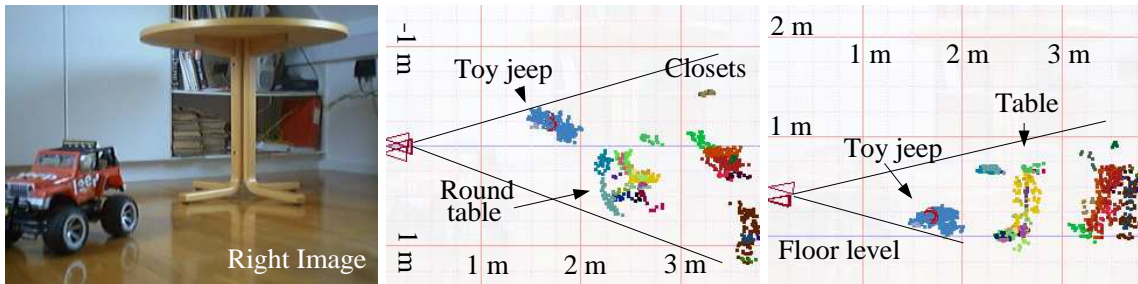 Jeep
Right Image
-1 m
Toy jeep
Closets
Round
table
1 m
1 m
2 m
3 m
2 m
1 m
2 m
3 m
Table
1 m
Toy jeep
Floor level